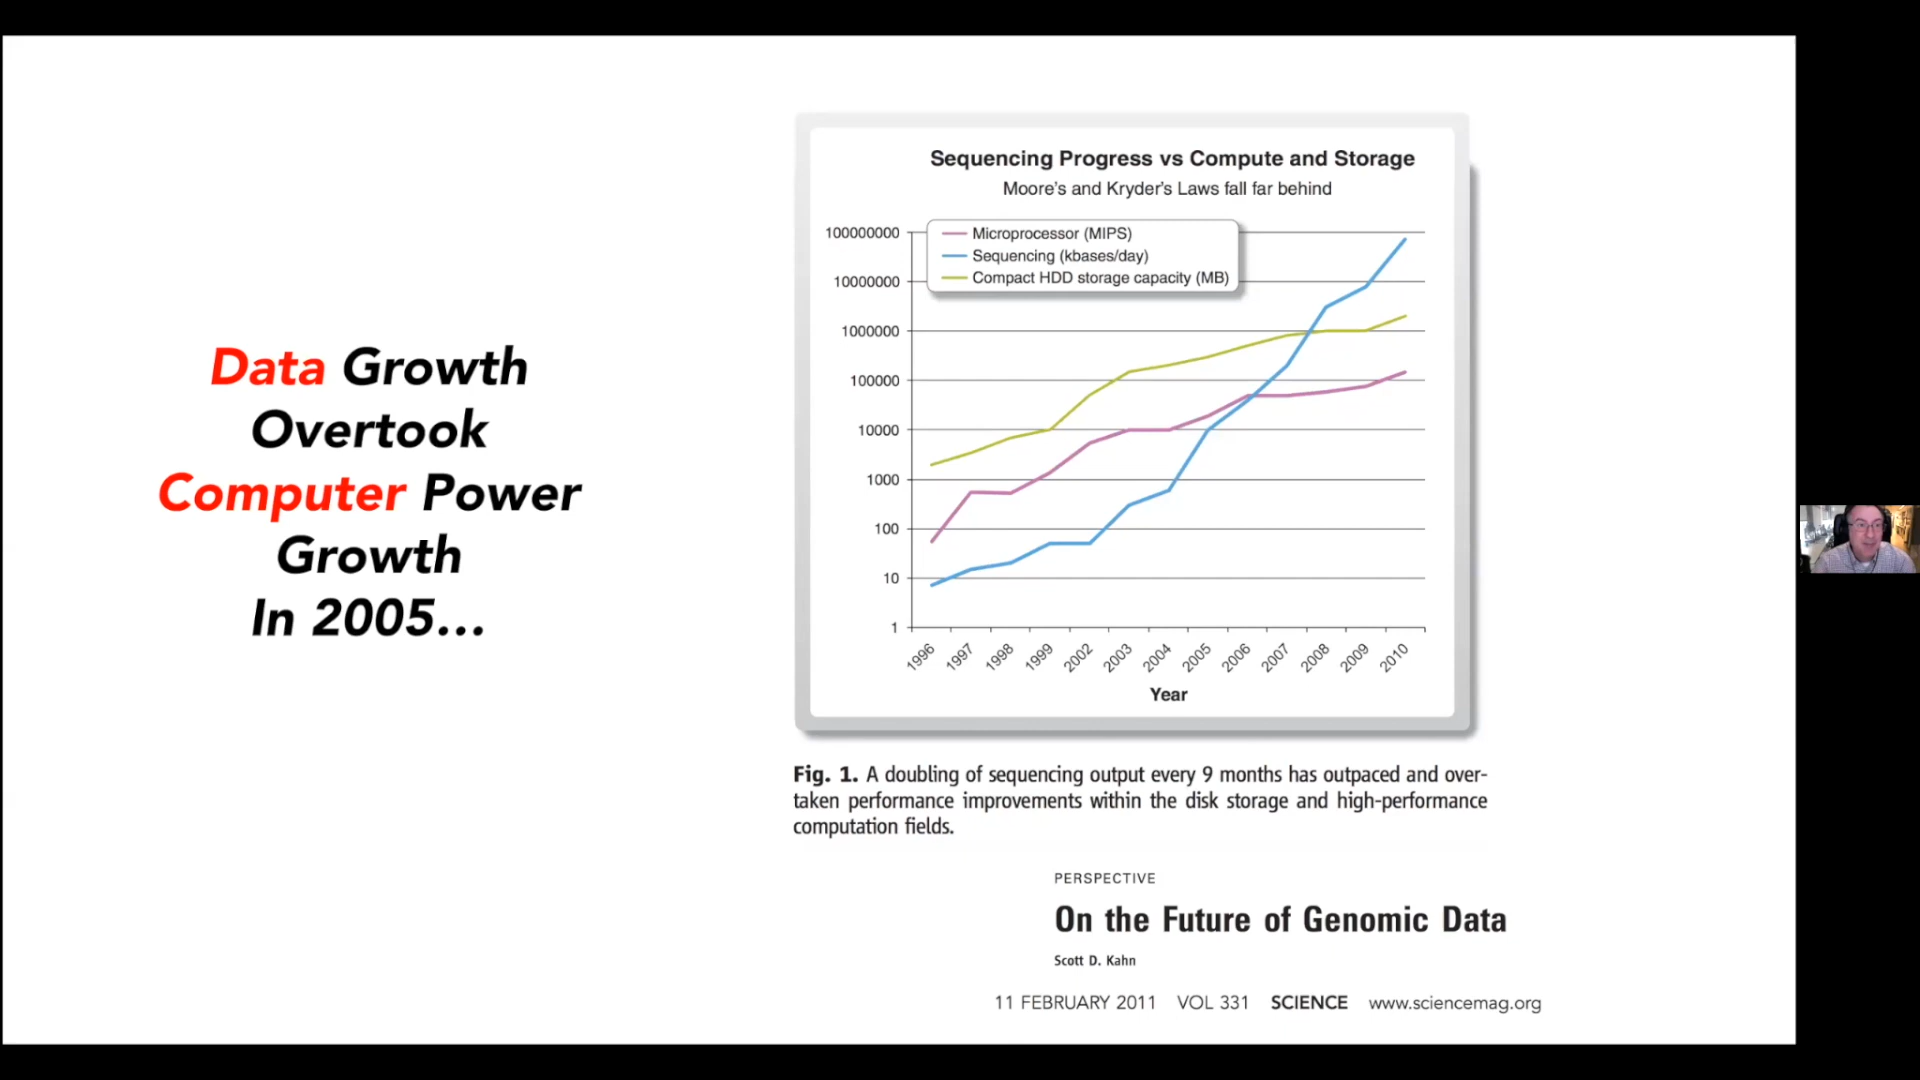 Data Growth
Overtook
Computer Power
Growth
In 2005...
Sequencing Progress vs Compute and Storage
Moore's and Kryder's Laws fall far behind
Microprocessor (MIPS)
Sequencing (kbases/day)
Compact HDD storage capacity (MB)
100000000
10000000
1000000
100000
10000
1000
100
10
1
1996 1997 1998 1999 2002 2003 2004 2005 2006 2007 2008 2009 2010
Year
Fig. 1. A doubling of sequencing output every 9 months has outpaced and over-
taken performance improvements within the disk storage and high-performance
computation fields.
PERSPECTIVE
On the Future of Genomic Data
Scott D. Kahn
11 FEBRUARY 2011 VOL 331 SCIENCE www.sciencemag.org